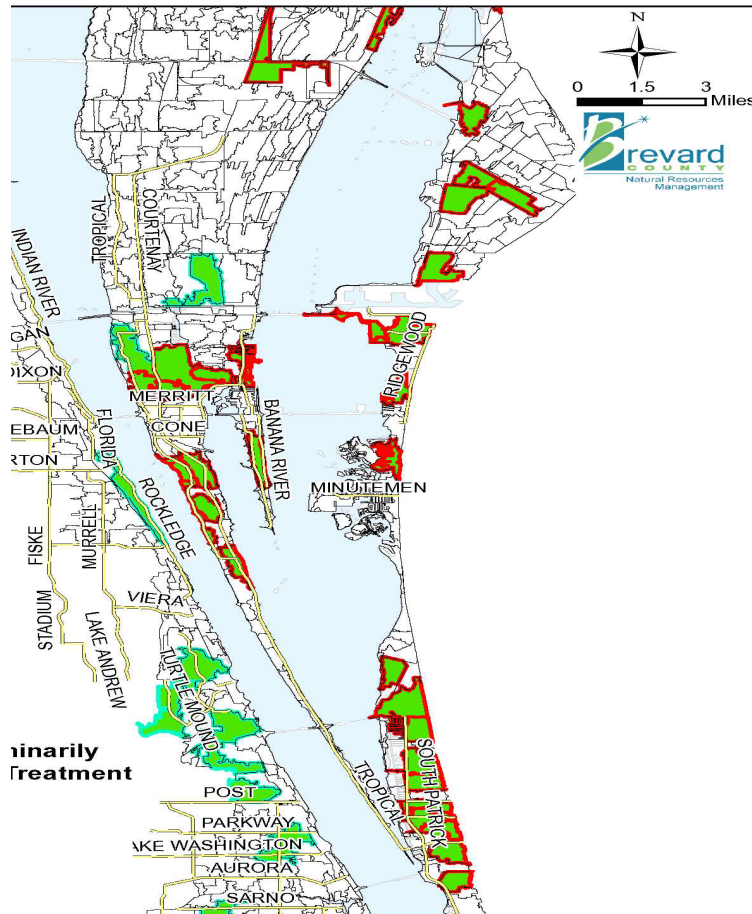 N
0 1.5 3
Miles
Brevard
COUNTY
Natural Resources
Management
TROPICAL
COURTENAY
INDIAN RIVER
GAN
DIXON
RIDGEWOOD
MERRITT
EBAUM
FLORIDA
CONE
BANANA RIVER
RTON
ROCKLEDGE
MINUTEMEN
FISKE
MURRELL
VIERA
STADIUM
LAKE ANDREW
TURTLE MOUND
ninarily
Treatment
TROPICAL
SOUTH PATRICK
POST
PARKWAY
AKE WASHINGTON
AURORA
SARNO